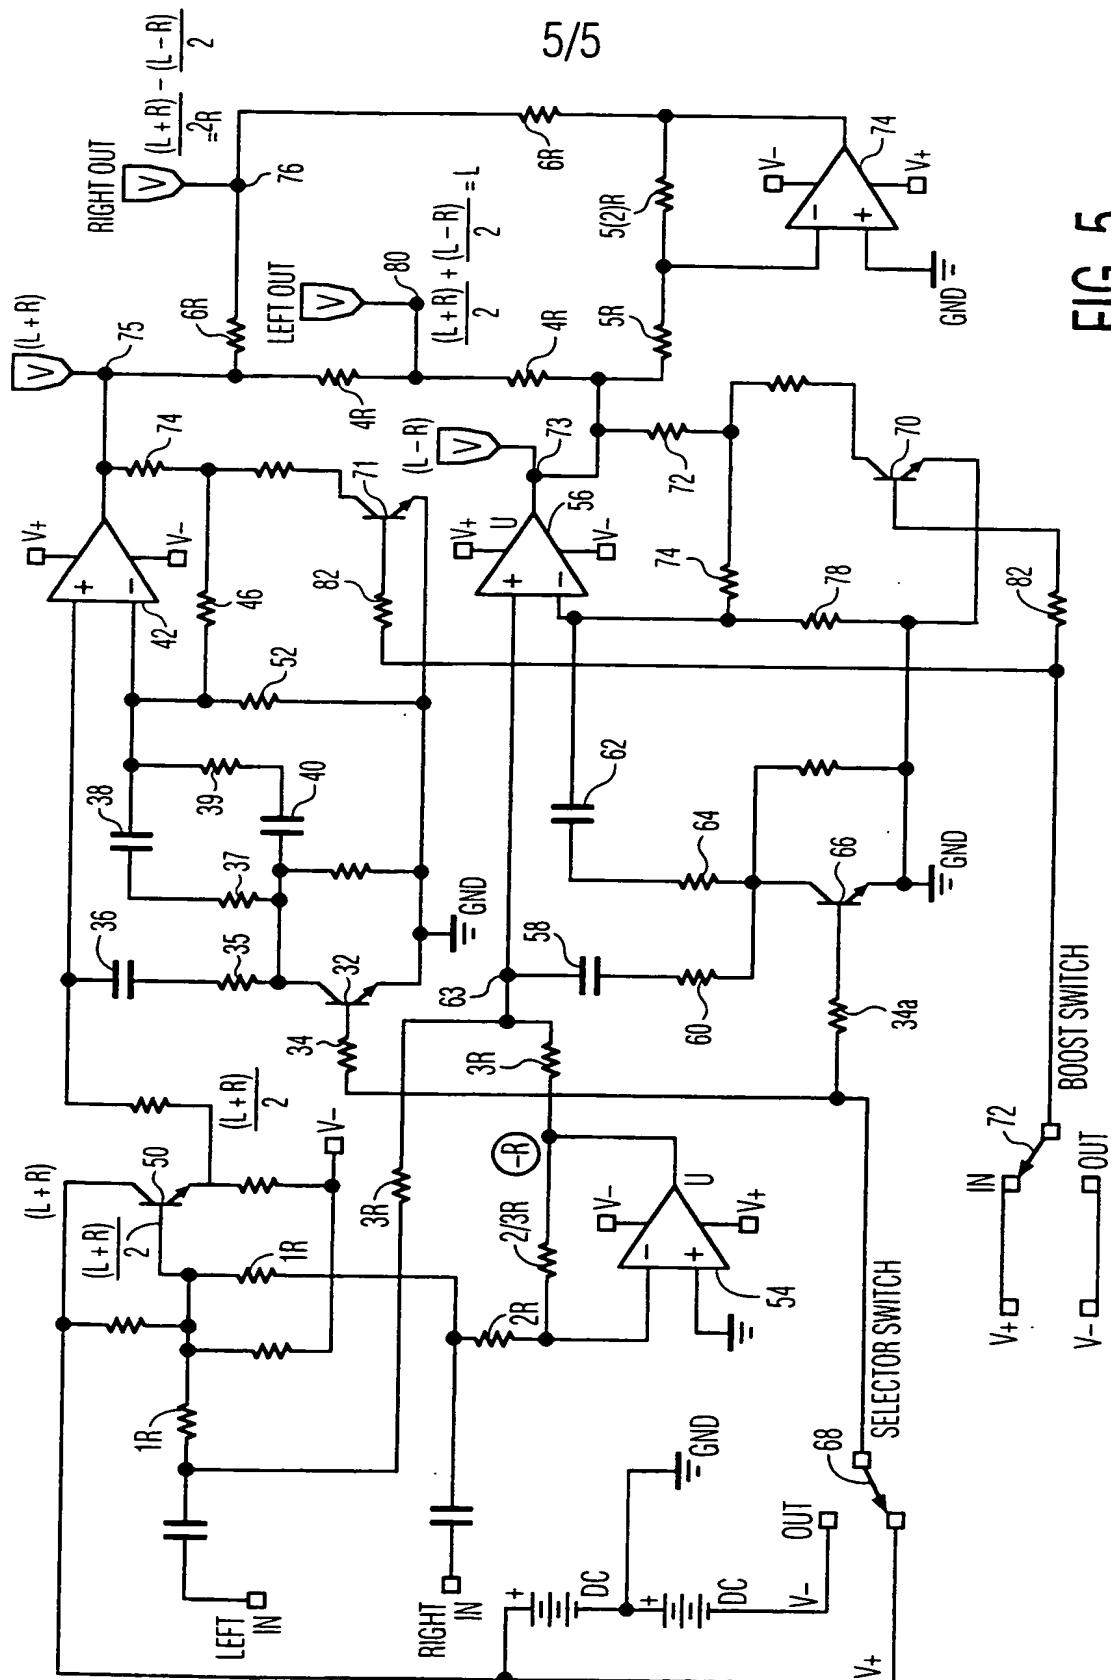 5/5
FIG. 5
RIGHT OUT
V
76
(L+R) - (L-R)
2 2
=R
V (L+R)
75
6R
6R
LEFT OUT
V
80
(L+R) + (L-R) = L
2 2
4R
4R
5R
5(2)R
V-
V+
74
- +
GND
V+
V-
+ -
42
74
46
71
82
52
38
39
40
37
36
35
32
34
GND
(L+R)
50
(L+R)
2
(L+R)
2
V-
1R
1R
3R
3R
LEFT IN
RIGHT IN
2R
2/3R
-R
V-
V+
U
- +
54
63
58
60
62
64
66
34a
GND
(L-R)
V
73
U
V+
V-
+ -
56
72
74
78
70
82
+
DC
+
DC
GND
V-
OUT
V+
68
SELECTOR SWITCH
V+
IN
72
V-
OUT
BOOST SWITCH